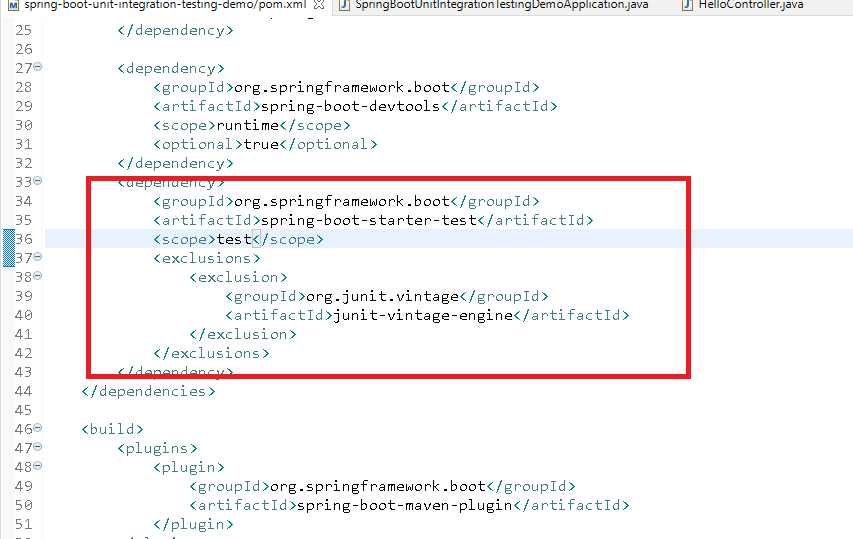 spring-boot-unit-integration-testing-demo/pom.xml SpringBootUnitIntegrationTestingDemoApplication.java HelloController.java
25 </dependency>
26
27 <dependency>
28 <groupId>org.springframework.boot</groupId>
29 <artifactId>spring-boot-devtools</artifactId>
30 <scope>runtime</scope>
31 <optional>true</optional>
32 </dependency>
33 <dependency>
34 <groupId>org.springframework.boot</groupId>
35 <artifactId>spring-boot-starter-test</artifactId>
36 <scope>test</scope>
37 <exclusions>
38 <exclusion>
39 <groupId>org.junit.vintage</groupId>
40 <artifactId>junit-vintage-engine</artifactId>
41 </exclusion>
42 </exclusions>
43 </dependency>
44 </dependencies>
45
46 <build>
47 <plugins>
48 <plugin>
49 <groupId>org.springframework.boot</groupId>
50 <artifactId>spring-boot-maven-plugin</artifactId>
51 </plugin>